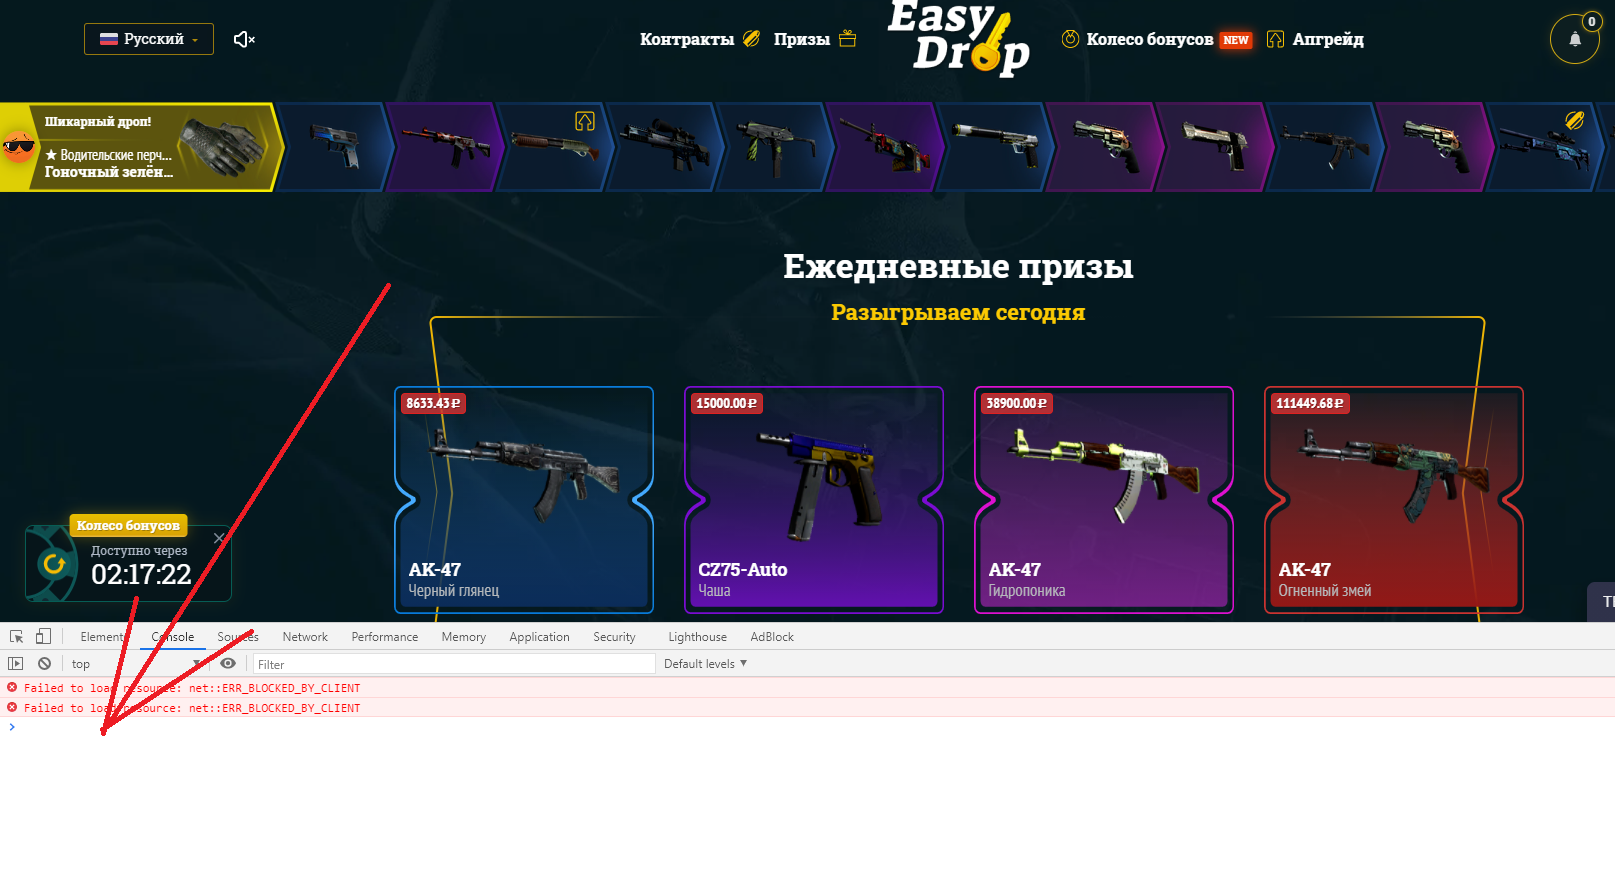 Русский
Контракты
Призы
Easy
Drop
Колесо бонусов NEW
Апгрейд
0
Шикарный дроп!
★ Водительские перч...
Гоночный зелён...
Ежедневные призы
Разыгрываем сегодня
8633.43₽
AK-47
Черный глянец
15000.00₽
CZ75-Auto
Чаша
38900.00₽
AK-47
Гидропоника
111449.68₽
AK-47
Огненный змей
Колесо бонусов
Доступно через
02:17:22
Elements Console Sources Network Performance Memory Application Security Lighthouse AdBlock
top Filter Default levels ▼
Failed to load resource: net::ERR_BLOCKED_BY_CLIENT
Failed to load resource: net::ERR_BLOCKED_BY_CLIENT